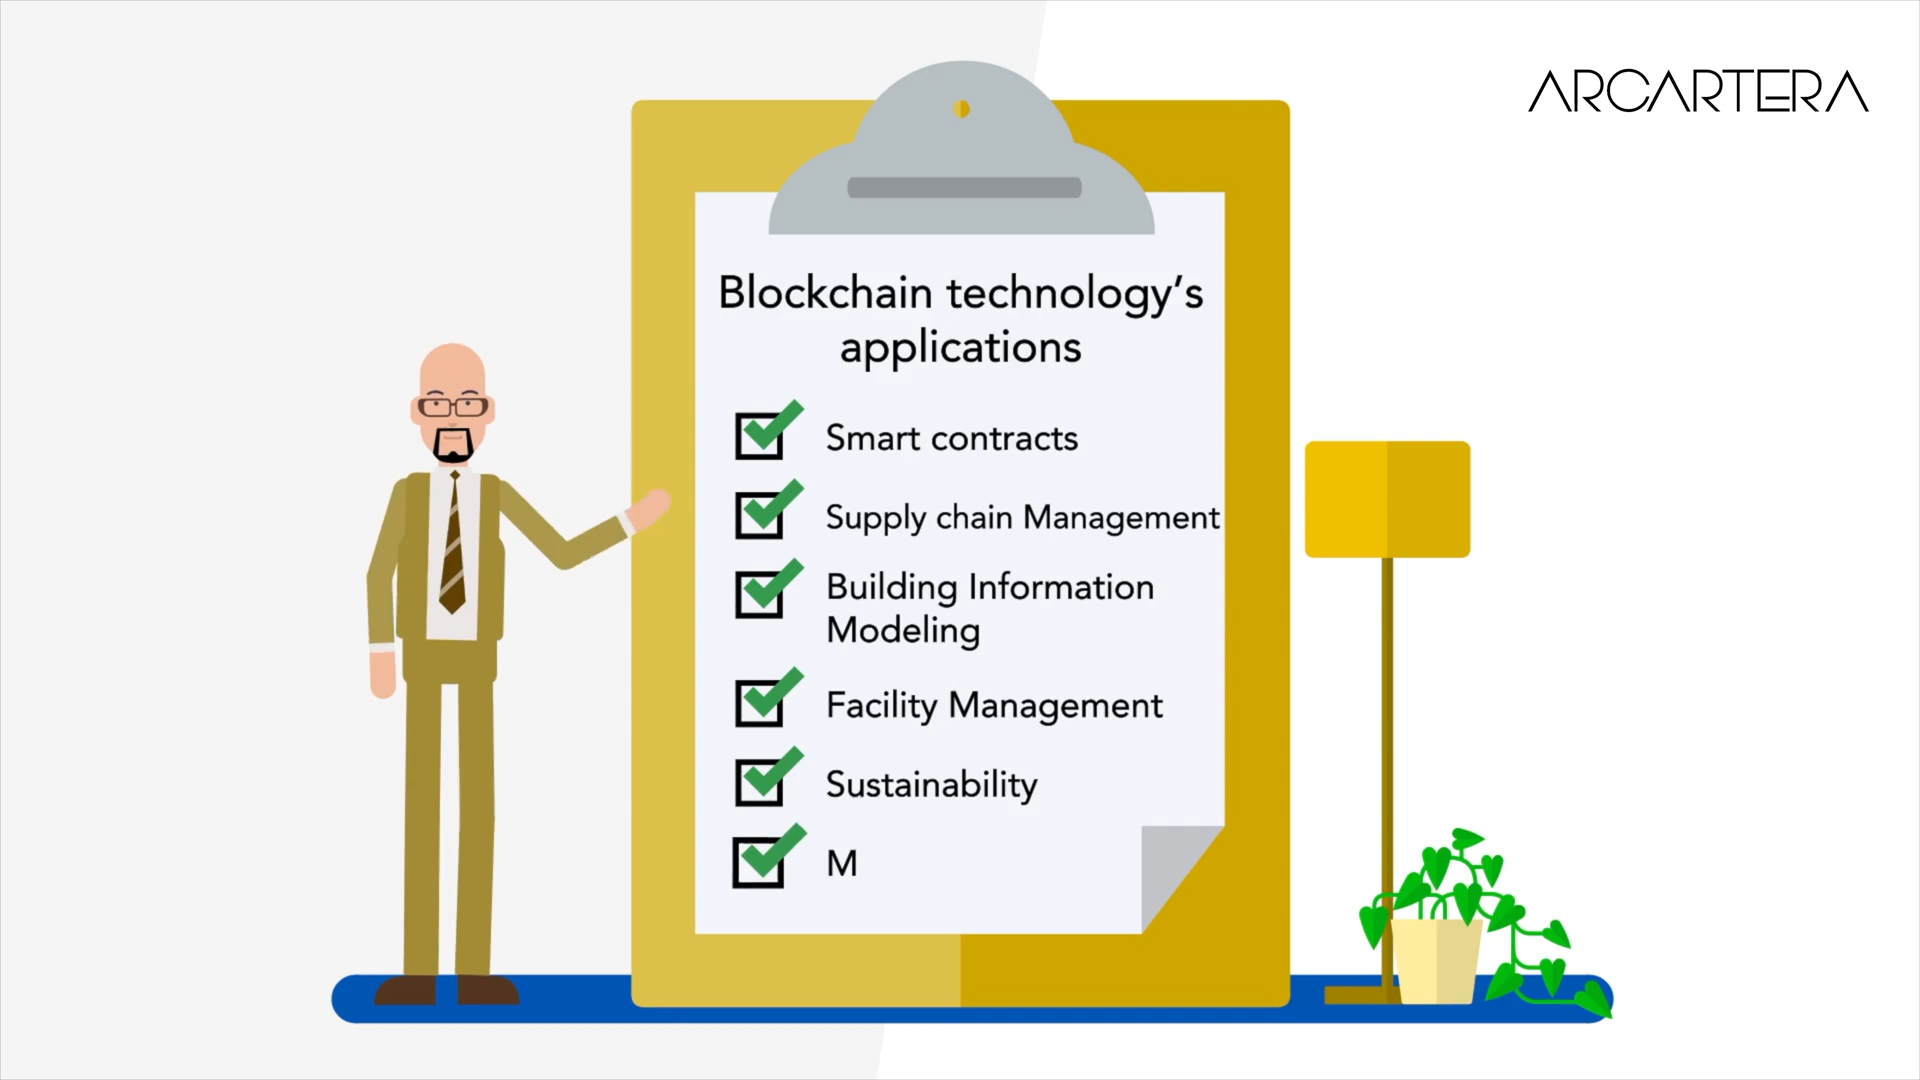 ARCARTERA
Blockchain technology’s
applications
Smart contracts
Supply chain Management
Building Information
Modeling
Facility Management
Sustainability
M